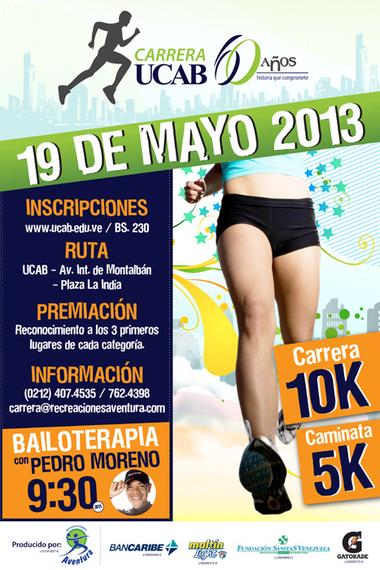 CARRERA
UCAB
60 AÑOS
historia que compromete
19 DE MAYO 2013
INSCRIPCIONES
www.ucab.edu.ve / BS. 230
RUTA
UCAB - Av. Int. de Montalbán
- Plaza La India
PREMIACIÓN
Reconocimiento a los 3 primeros
lugares de cada categoría.
INFORMACIÓN
(0212) 407.4535 / 762.4398
carrera@recreacionesaventura.com
Carrera
10K
Caminata
5K
BAILOTERAPIA
con PEDRO MORENO
9:30 am
Producido por:
Aventura
BANCARIBE
maltín
Light
FUNDACIÓN SANITAS VENEZUELA
G
GATORADE